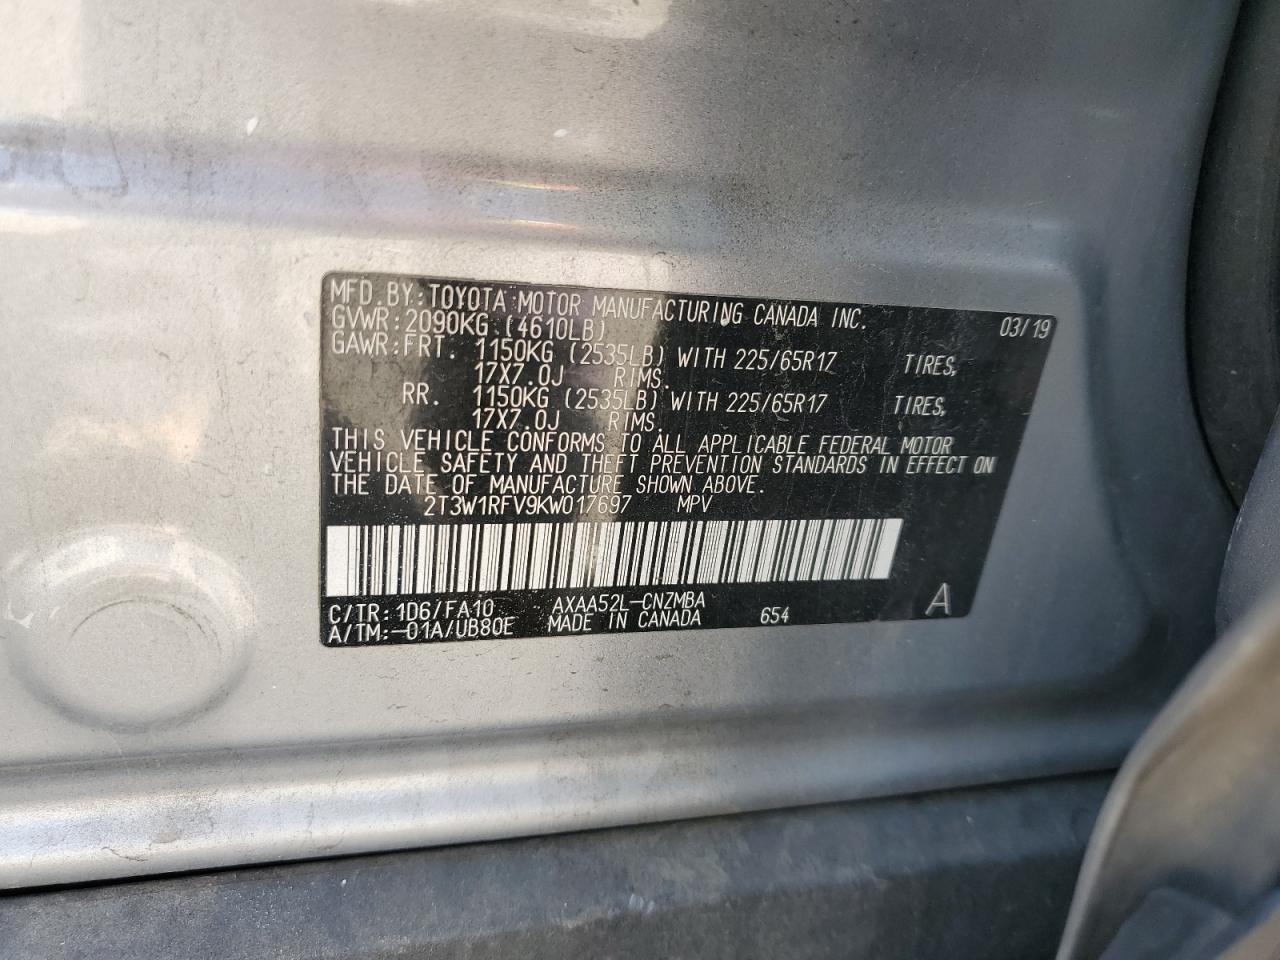 MFD.BY:TOYOTA MOTOR MANUFACTURING CANADA INC. 03/19
GVWR:2090KG (4610LB)
GAWR:FRT. 1150KG (2535LB) WITH 225/65R17 TIRES,
17X7.0J RIMS.
RR. 1150KG (2535LB) WITH 225/65R17 TIRES,
17X7.0J RIMS.
THIS VEHICLE CONFORMS TO ALL APPLICABLE FEDERAL MOTOR
VEHICLE SAFETY AND THEFT PREVENTION STANDARDS IN EFFECT ON
THE DATE OF MANUFACTURE SHOWN ABOVE.
2T3W1RFV9KW017697 MPV
C/TR:1D6/FA10 AXAA52L-CNZMBA A
A/TM:-01A/UB80E MADE IN CANADA 654